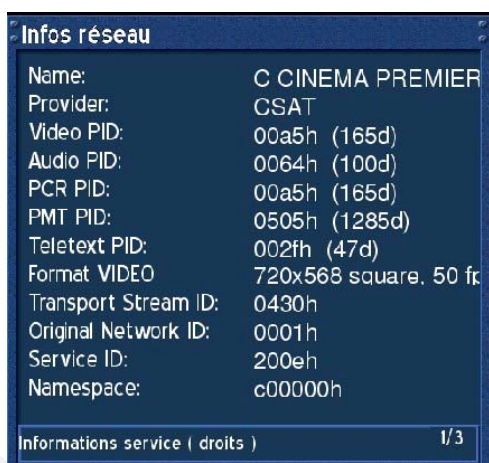 Infos réseau
Name: C CINEMA PREMIER
Provider: CSAT
Video PID: 00a5h (165d)
Audio PID: 0064h (100d)
PCR PID: 00a5h (165d)
PMT PID: 0505h (1285d)
Teletext PID: 002fh (47d)
Format VIDEO 720x568 square, 50 fp
Transport Stream ID: 0430h
Original Network ID: 0001h
Service ID: 200eh
Namespace: c00000h
Informations service ( droits ) 1/3